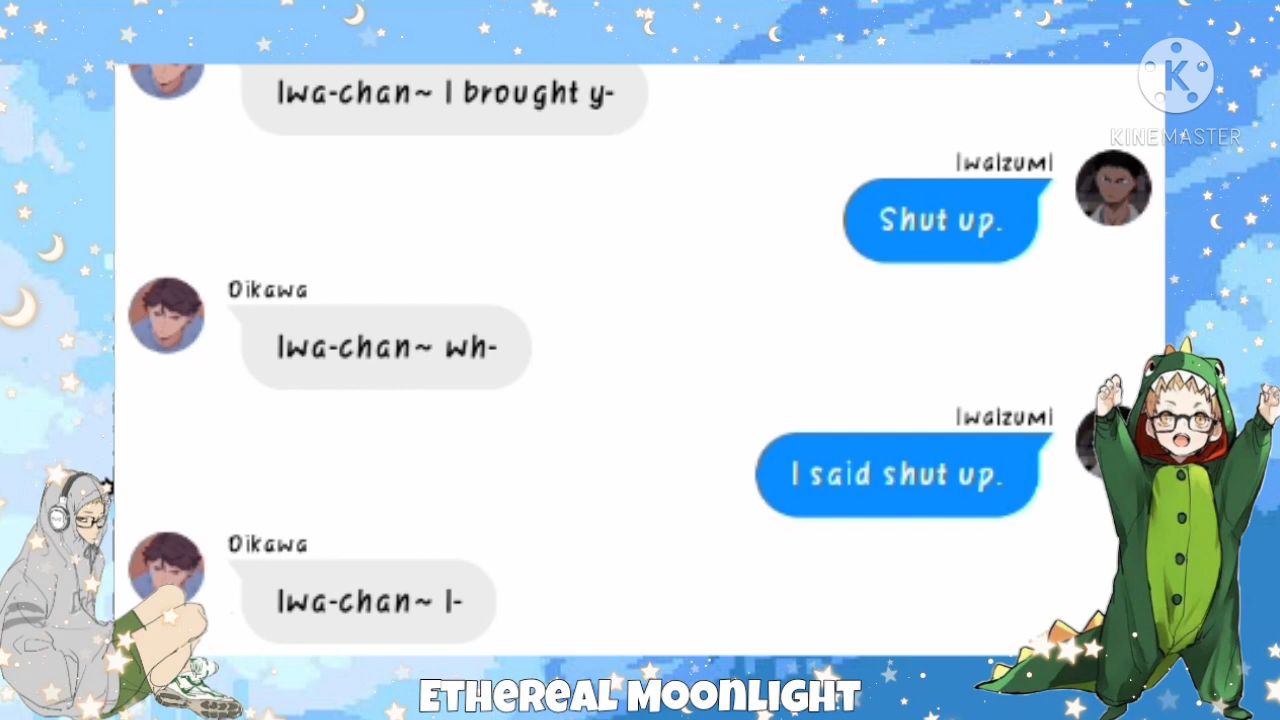 Iwa-chan~ I brought y-
K
KINEMASTER
Iwaizumi
Shut up.
Oikawa
Iwa-chan~ wh-
Iwaizumi
I said shut up.
Oikawa
Iwa-chan~ I-
Ethereal Moonlight